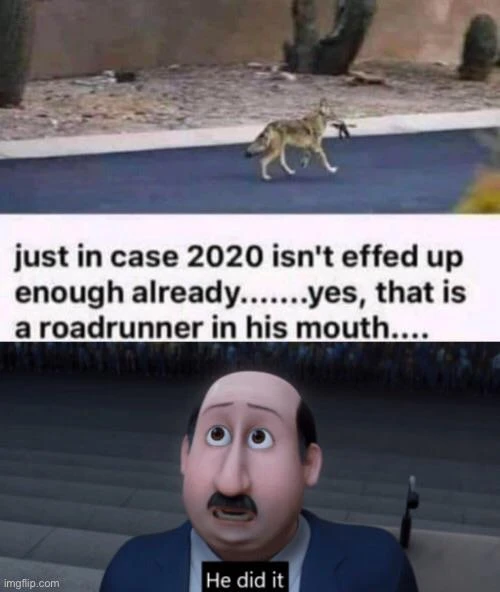 just in case 2020 isn't effed up
enough already.......yes, that is
a roadrunner in his mouth....
He did it
imgflip.com